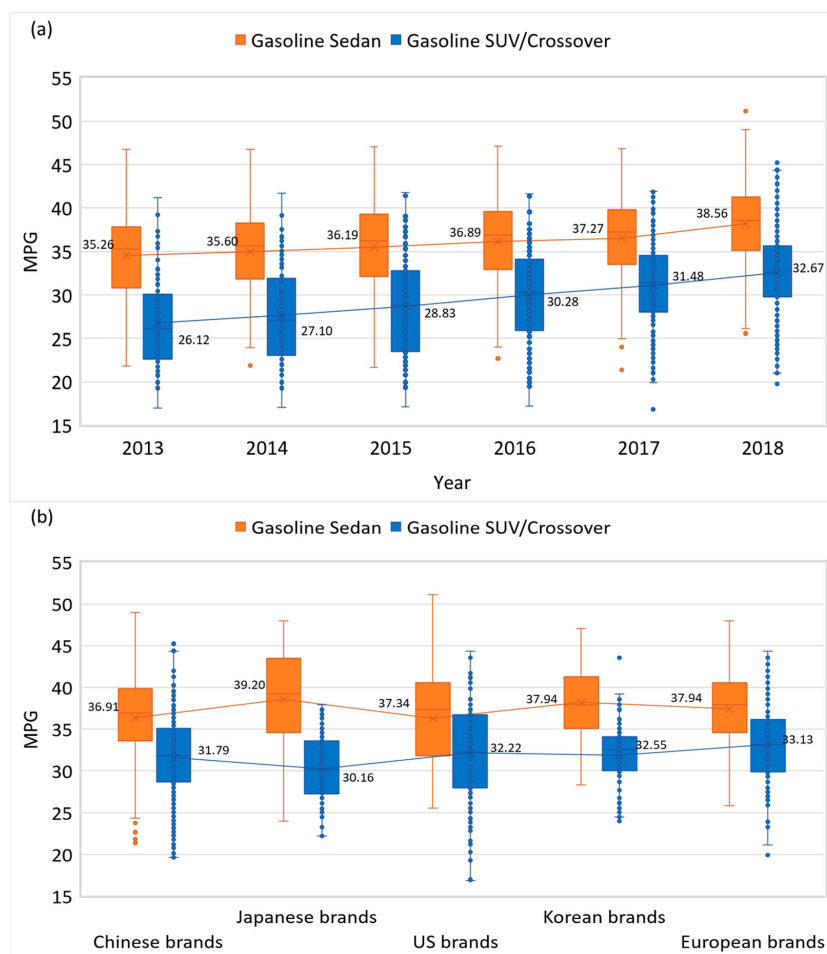 (a)
Gasoline Sedan Gasoline SUV/Crossover
55
50
45
40
35
30
25
20
15
MPG
35.26 35.60 36.19 36.89 37.27 38.56
26.12 27.10 28.83 30.28 31.48 32.67
2013 2014 2015 2016 2017 2018
Year
(b)
Gasoline Sedan Gasoline SUV/Crossover
55
50
45
40
35
30
25
20
15
MPG
36.91 39.20 37.34 37.94 37.94
31.79 30.16 32.22 32.55 33.13
Japanese brands Korean brands
Chinese brands US brands European brands